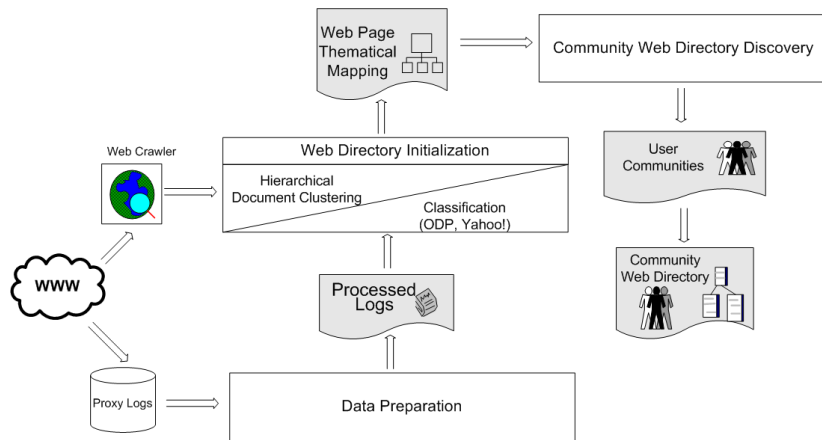 Web Page
Thematical
Mapping
Community Web Directory Discovery
Web Crawler
Web Directory Initialization
User
Communities
Hierarchical
Document Clustering
Classification
(ODP, Yahoo!)
Community
Web Directory
WWW
Processed
Logs
Proxy Logs
Data Preparation